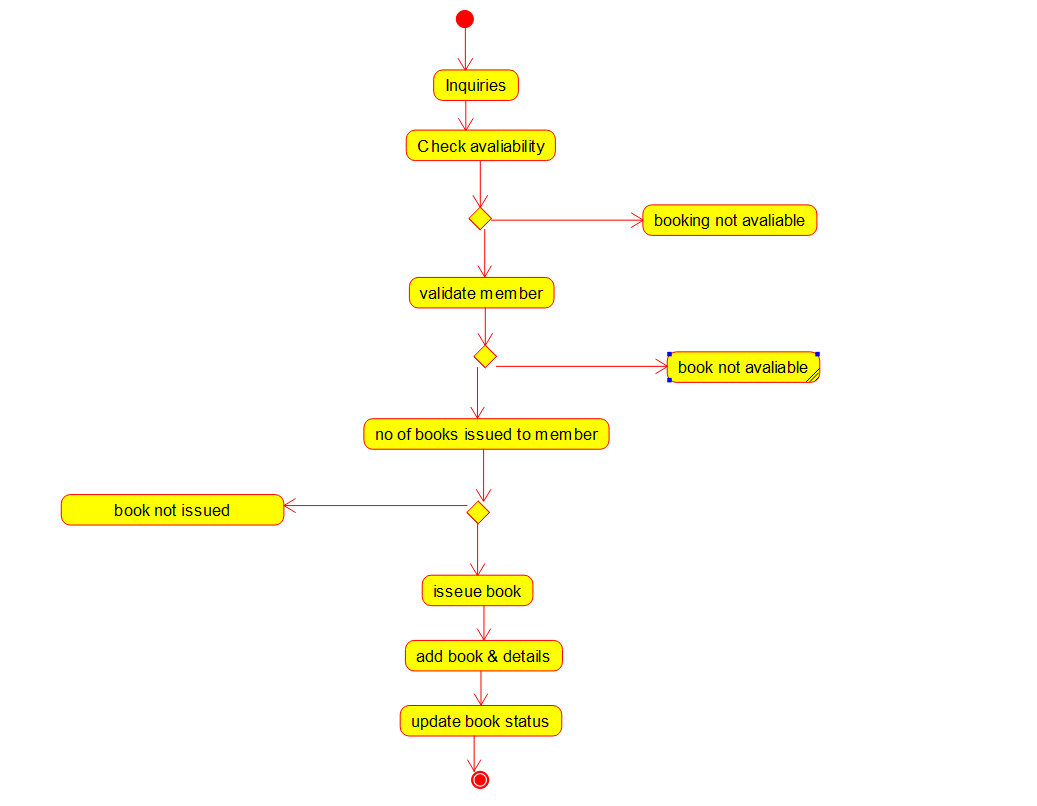 Inquiries
Check avaliability
booking not avaliable
validate member
book not avaliable
no of books issued to member
book not issued
isseue book
add book & details
update book status